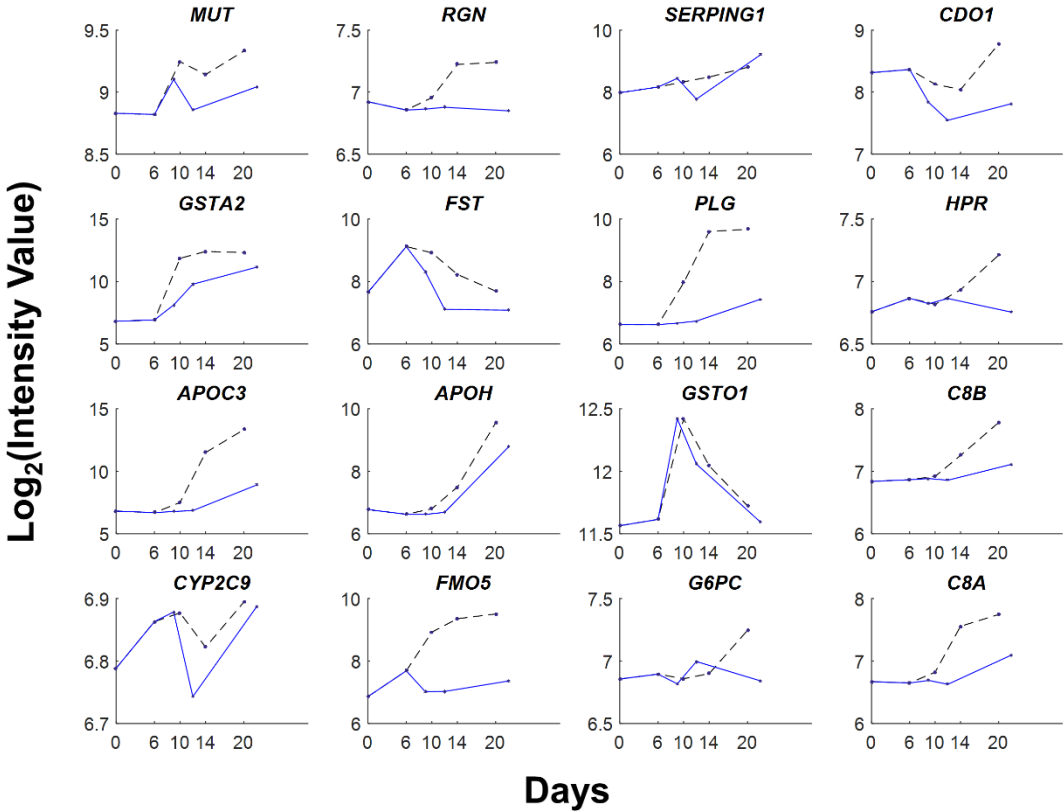 MUT RGN SERPING1 CDO1
9.5 7.5 10 9
9 7 8 8
8.5 6.5 6 7
0 6 10 14 20 0 6 10 14 20 0 6 10 14 20 0 6 10 14 20
GSTA2 FST PLG HPR
15 10 10 7.5
10 8 8 7
5 6 6 6.5
0 6 10 14 20 0 6 10 14 20 0 6 10 14 20 0 6 10 14 20
APOC3 APOH GSTO1 C8B
15 10 12.5 8
10 8 12 7
5 6 11.5 6
0 6 10 14 20 0 6 10 14 20 0 6 10 14 20 0 6 10 14 20
CYP2C9 FMO5 G6PC C8A
6.9 10 7.5 8
6.8 8 7 7
6.7 6 6.5 6
0 6 10 14 20 0 6 10 14 20 0 6 10 14 20 0 6 10 14 20
Log₂(Intensity Value)
Days